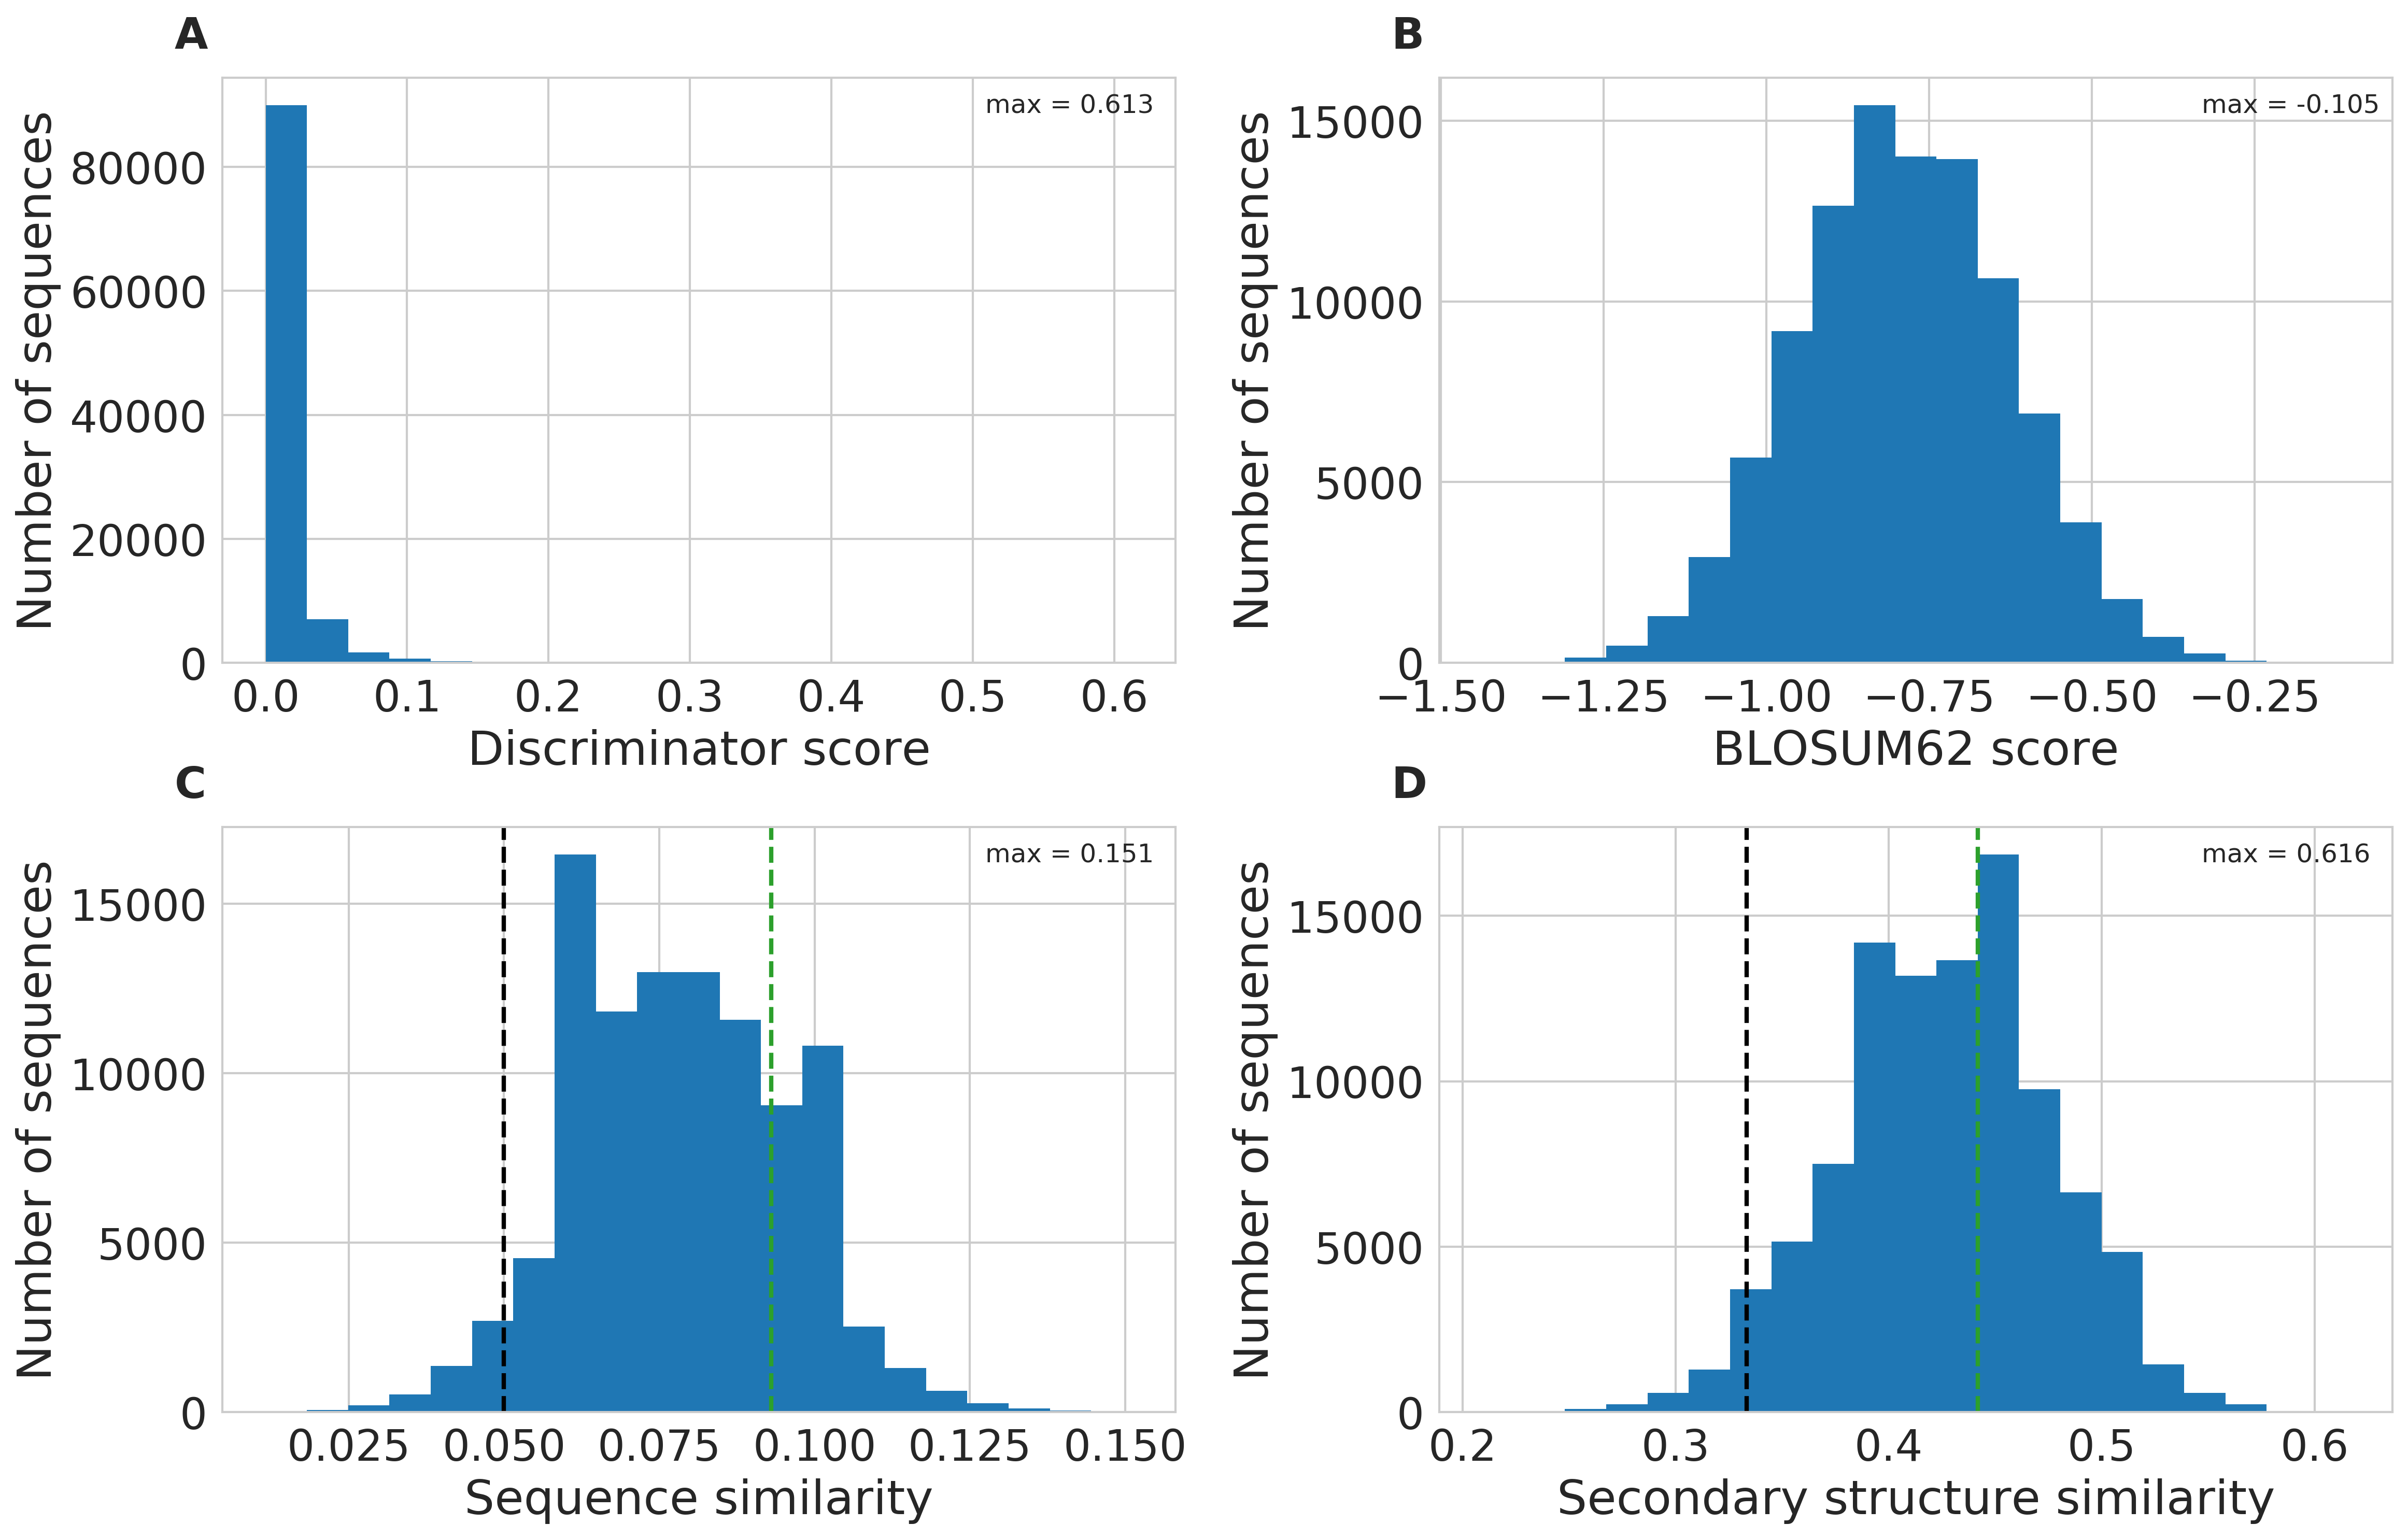 A
max = 0.613
Number of sequences
80000
60000
40000
20000
0
0.0 0.1 0.2 0.3 0.4 0.5 0.6
Discriminator score
B
max = -0.105
Number of sequences
15000
10000
5000
0
−1.50 −1.25 −1.00 −0.75 −0.50 −0.25
BLOSUM62 score
C
max = 0.151
Number of sequences
15000
10000
5000
0
0.025 0.050 0.075 0.100 0.125 0.150
Sequence similarity
D
max = 0.616
Number of sequences
15000
10000
5000
0
0.2 0.3 0.4 0.5 0.6
Secondary structure similarity